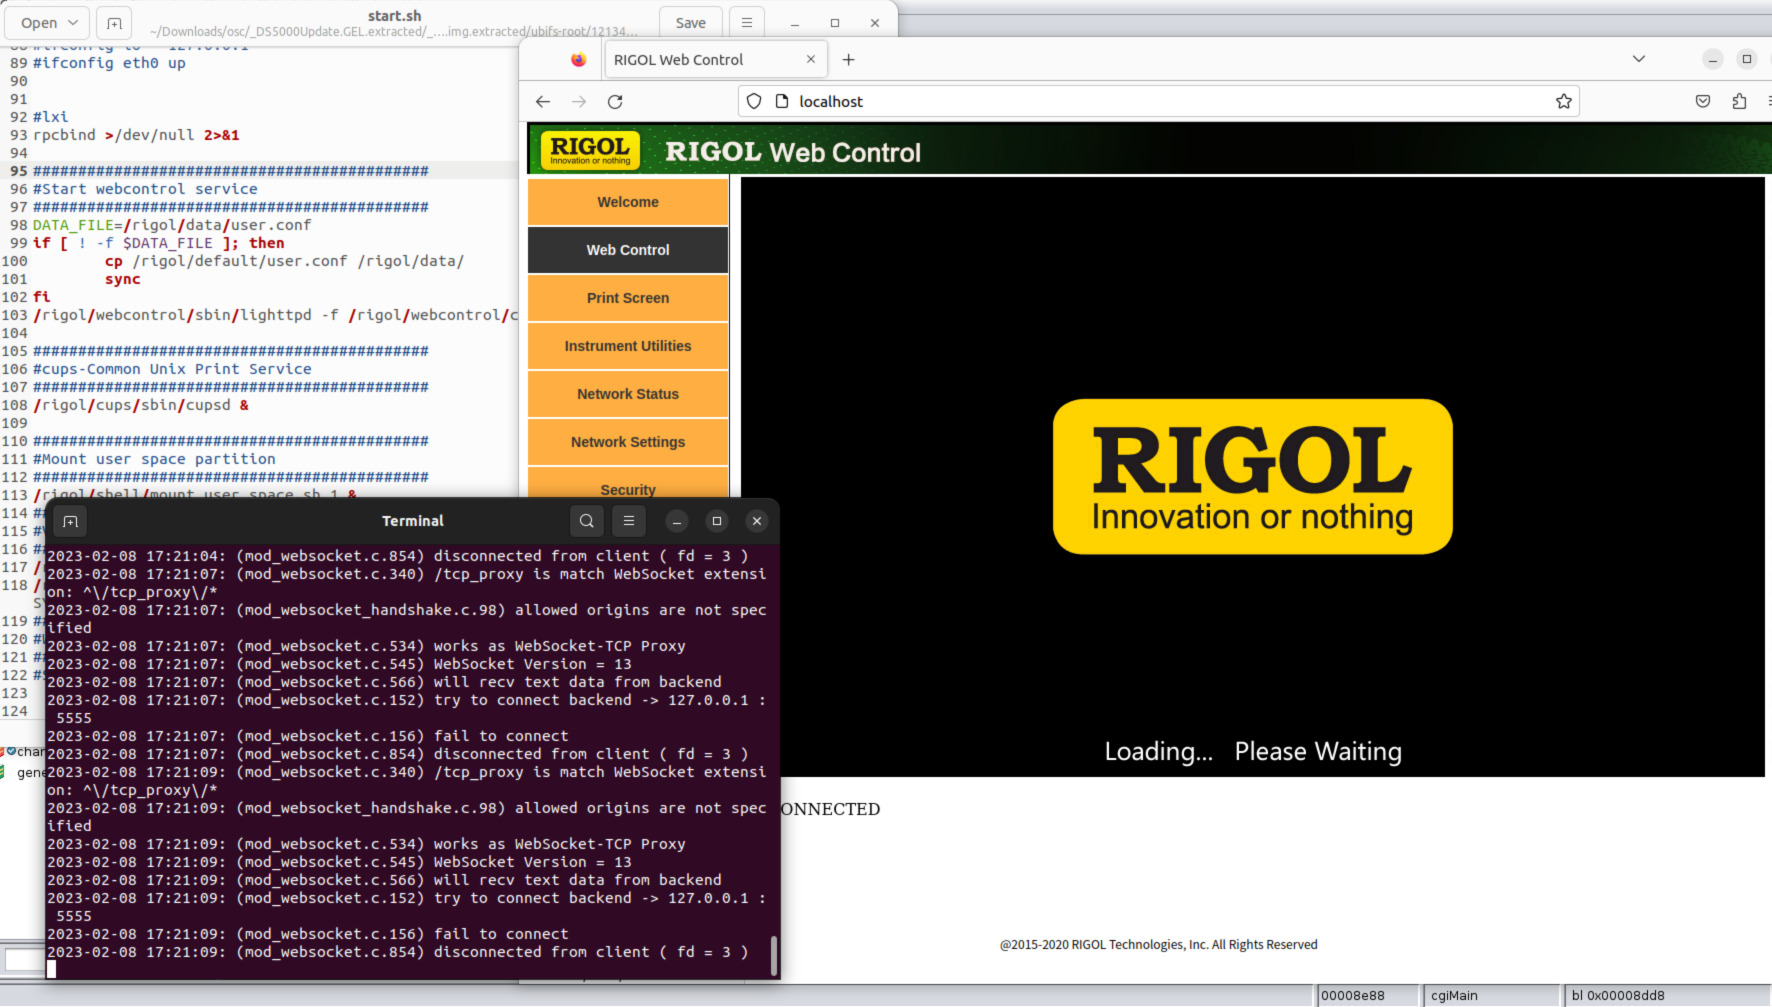 Open
start.sh
~/Downloads/osc/_DS5000Update.GEL.extracted/_....img.extracted/ubifs-root/12134...
Save
89 #ifconfig eth0 up
90
91
92 #lxi
93 rpcbind >/dev/null 2>&1
94
95 ############################################
96 #Start webcontrol service
97 ############################################
98 DATA_FILE=/rigol/data/user.conf
99 if [ ! -f $DATA_FILE ]; then
100 cp /rigol/default/user.conf /rigol/data/
101 sync
102 fi
103 /rigol/webcontrol/sbin/lighttpd -f /rigol/webcontrol/c
104
105 ############################################
106 #cups-Common Unix Print Service
107 ############################################
108 /rigol/cups/sbin/cupsd &
109
110 ############################################
111 #Mount user space partition
112 ############################################
113 /rigol/shell/mount_user_space.sh 1 &
114 ##
115 #
116 ##
117 /
118 /
119 ##
120 #
121 ##
122 #
123
124
char
gene
RIGOL Web Control
localhost
RIGOL
Innovation or nothing
RIGOL Web Control
Welcome
Web Control
Print Screen
Instrument Utilities
Network Status
Network Settings
Security
RIGOL
Innovation or nothing
Loading... Please Waiting
ONNECTED
@2015-2020 RIGOL Technologies, Inc. All Rights Reserved
Terminal
2023-02-08 17:21:04: (mod_websocket.c.854) disconnected from client ( fd = 3 )
2023-02-08 17:21:07: (mod_websocket.c.340) /tcp_proxy is match WebSocket extensi
on: ^\/tcp_proxy\/*
2023-02-08 17:21:07: (mod_websocket_handshake.c.98) allowed origins are not spec
ified
2023-02-08 17:21:07: (mod_websocket.c.534) works as WebSocket-TCP Proxy
2023-02-08 17:21:07: (mod_websocket.c.545) WebSocket Version = 13
2023-02-08 17:21:07: (mod_websocket.c.566) will recv text data from backend
2023-02-08 17:21:07: (mod_websocket.c.152) try to connect backend -> 127.0.0.1 :
5555
2023-02-08 17:21:07: (mod_websocket.c.156) fail to connect
2023-02-08 17:21:07: (mod_websocket.c.854) disconnected from client ( fd = 3 )
2023-02-08 17:21:09: (mod_websocket.c.340) /tcp_proxy is match WebSocket extensi
on: ^\/tcp_proxy\/*
2023-02-08 17:21:09: (mod_websocket_handshake.c.98) allowed origins are not spec
ified
2023-02-08 17:21:09: (mod_websocket.c.534) works as WebSocket-TCP Proxy
2023-02-08 17:21:09: (mod_websocket.c.545) WebSocket Version = 13
2023-02-08 17:21:09: (mod_websocket.c.566) will recv text data from backend
2023-02-08 17:21:09: (mod_websocket.c.152) try to connect backend -> 127.0.0.1 :
5555
2023-02-08 17:21:09: (mod_websocket.c.156) fail to connect
2023-02-08 17:21:09: (mod_websocket.c.854) disconnected from client ( fd = 3 )
00008e88
cgiMain
bl 0x00008dd8